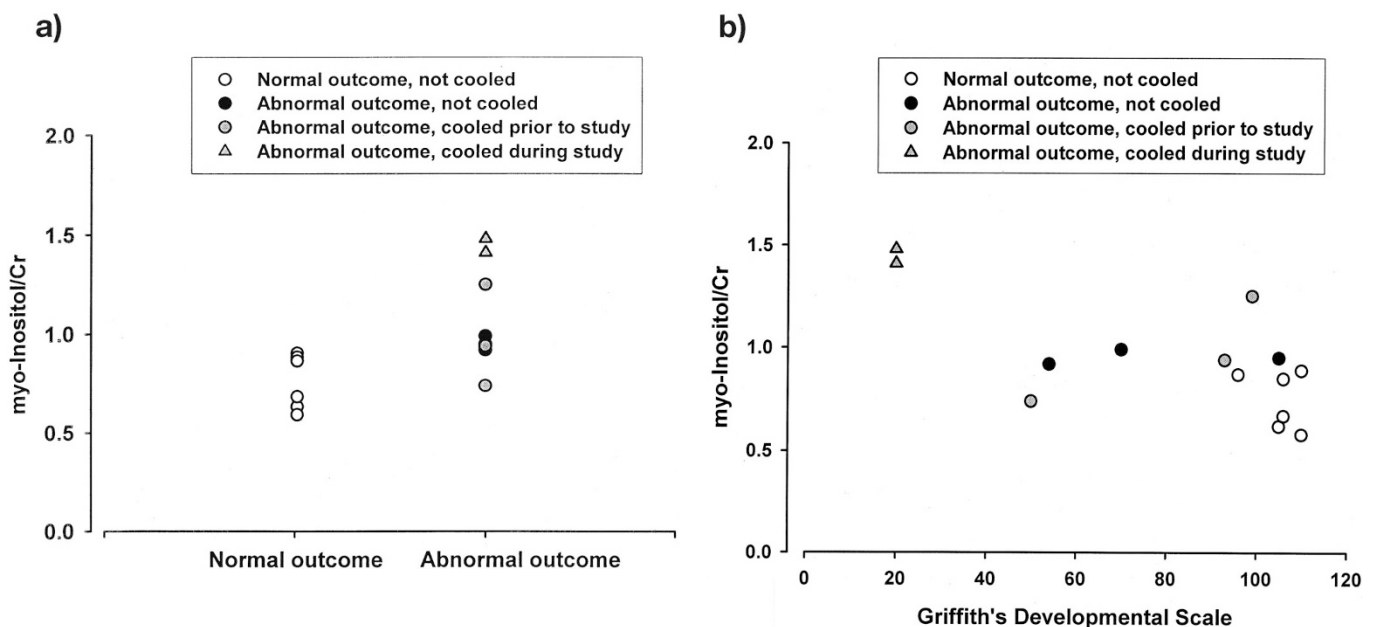 a)
Normal outcome, not cooled
Abnormal outcome, not cooled
Abnormal outcome, cooled prior to study
Abnormal outcome, cooled during study
2.0
1.5
1.0
0.5
0.0
myo-Inositol/Cr
Normal outcome
Abnormal outcome
b)
Normal outcome, not cooled
Abnormal outcome, not cooled
Abnormal outcome, cooled prior to study
Abnormal outcome, cooled during study
2.0
1.5
1.0
0.5
0.0
myo-Inositol/Cr
0 20 40 60 80 100 120
Griffith's Developmental Scale